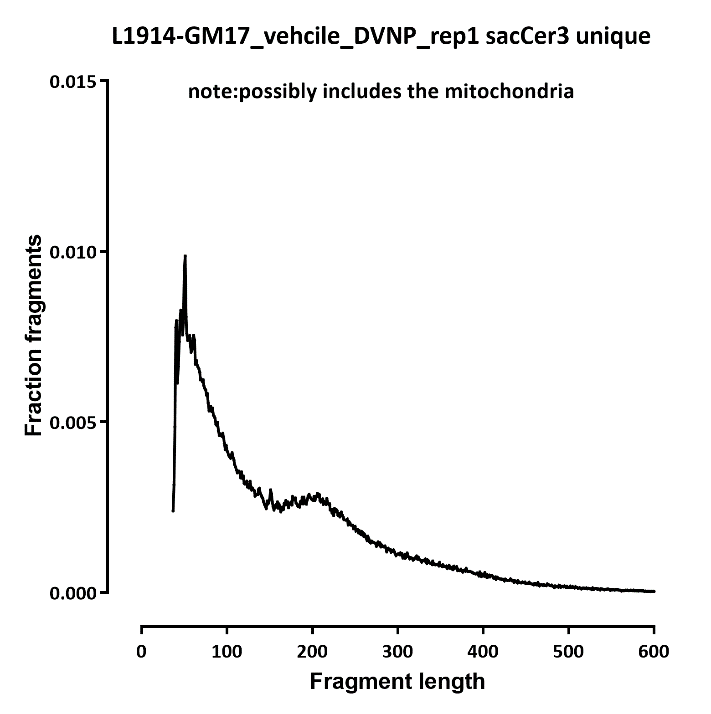 L1914-GM17_vehcile_DVNP_rep1 sacCer3 unique
note:possibly includes the mitochondria
0.015
0.010
0.005
0.000
Fraction fragments
0 100 200 300 400 500 600
Fragment length